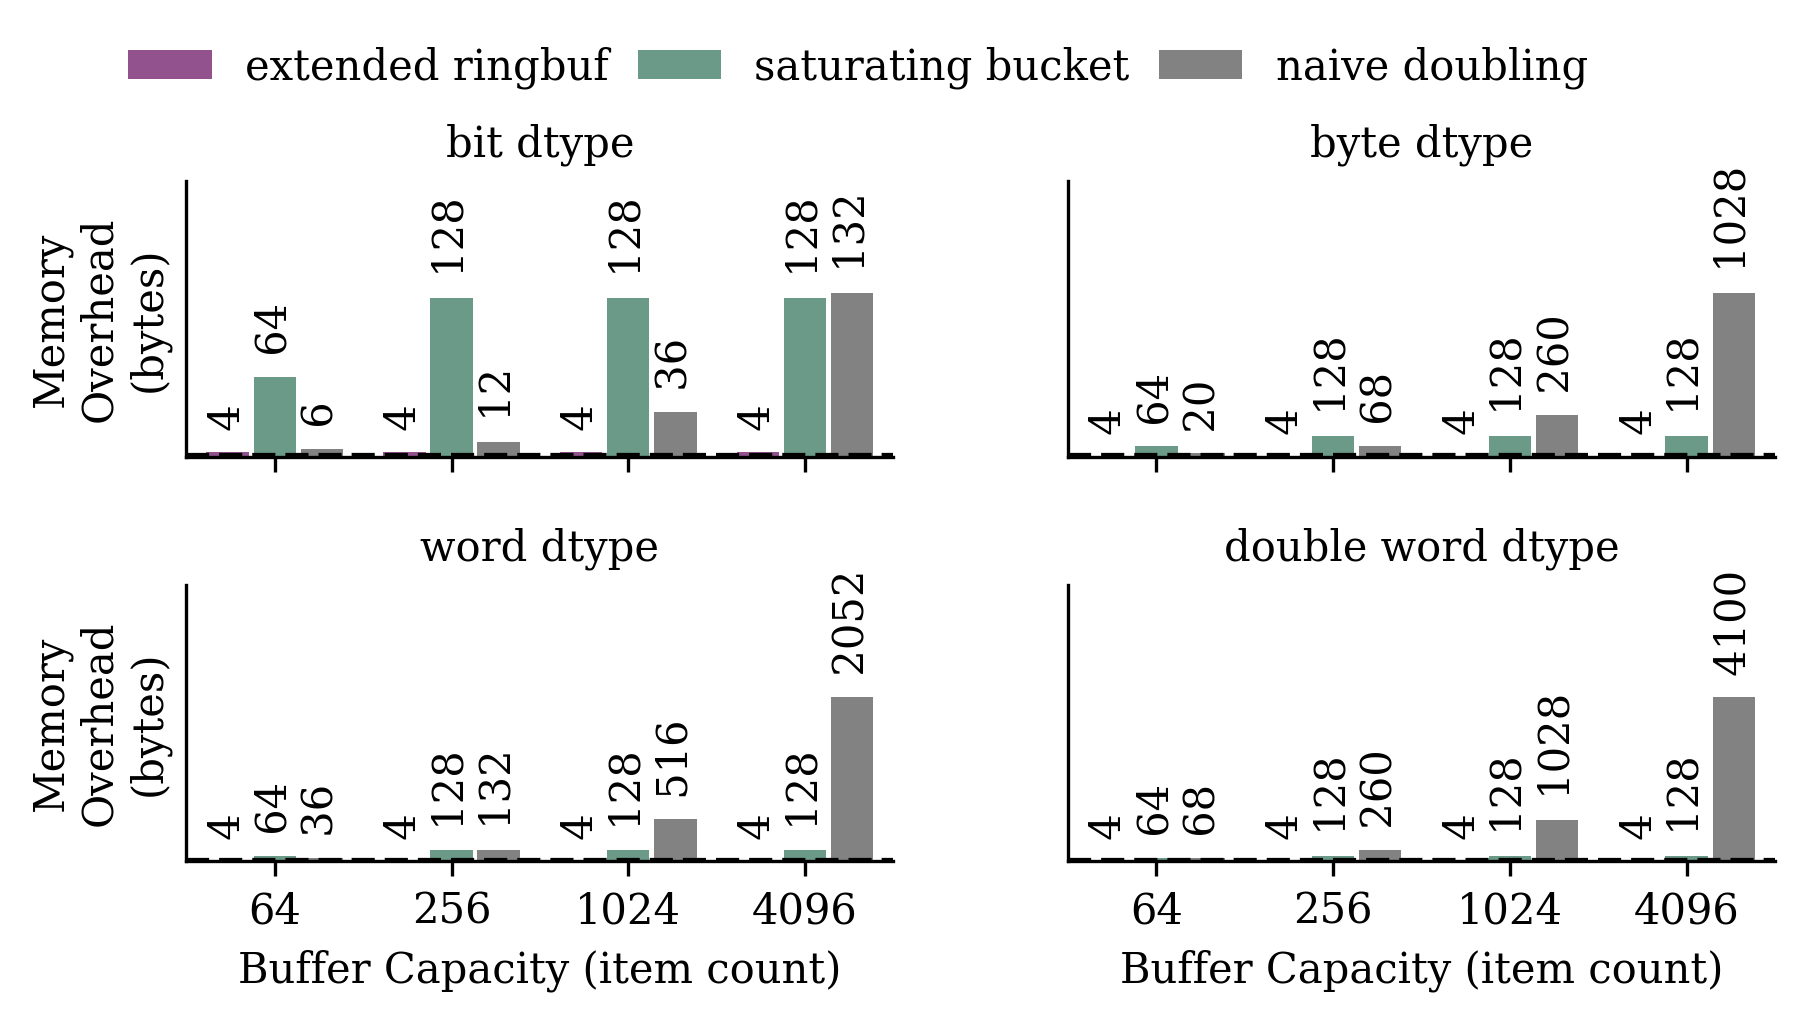 extended ringbuf saturating bucket naive doubling
bit dtype
Memory
Overhead
(bytes)
4 64 6 4 128 12 4 128 36 4 128 132
byte dtype
4 64 20 4 128 68 4 128 260 4 128 1028
word dtype
Memory
Overhead
(bytes)
4 64 36 4 128 132 4 128 516 4 128 2052
64 256 1024 4096
Buffer Capacity (item count)
double word dtype
4 64 68 4 128 260 4 128 1028 4 128 4100
64 256 1024 4096
Buffer Capacity (item count)